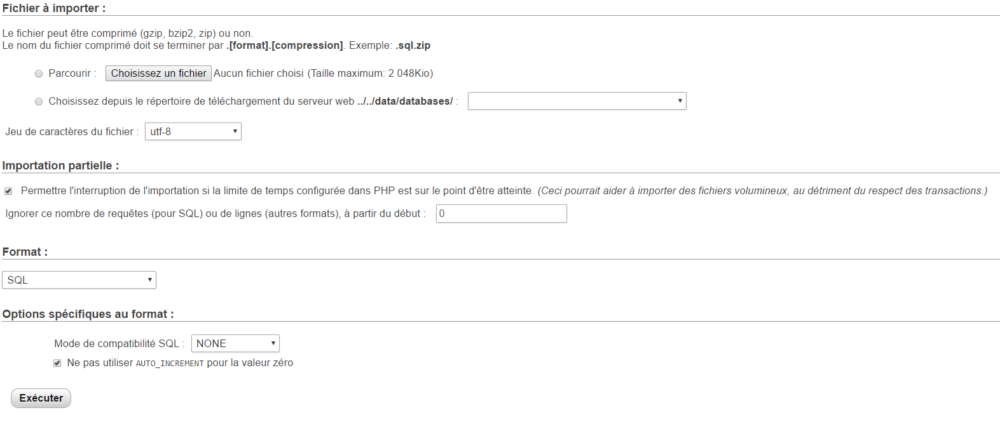 Fichier à importer :
Le fichier peut être comprimé (gzip, bzip2, zip) ou non.
Le nom du fichier comprimé doit se terminer par .[format].[compression]. Exemple: .sql.zip
Parcourir : Choisissez un fichier Aucun fichier choisi (Taille maximum: 2 048Kio)
Choisissez depuis le répertoire de téléchargement du serveur web ../../data/databases/ :
Jeu de caractères du fichier : utf-8
Importation partielle :
Permettre l'interruption de l'importation si la limite de temps configurée dans PHP est sur le point d'être atteinte. (Ceci pourrait aider à importer des fichiers volumineux, au détriment du respect des transactions.)
Ignorer ce nombre de requêtes (pour SQL) ou de lignes (autres formats), à partir du début : 0
Format :
SQL
Options spécifiques au format :
Mode de compatibilité SQL : NONE
Ne pas utiliser AUTO_INCREMENT pour la valeur zéro
Exécuter